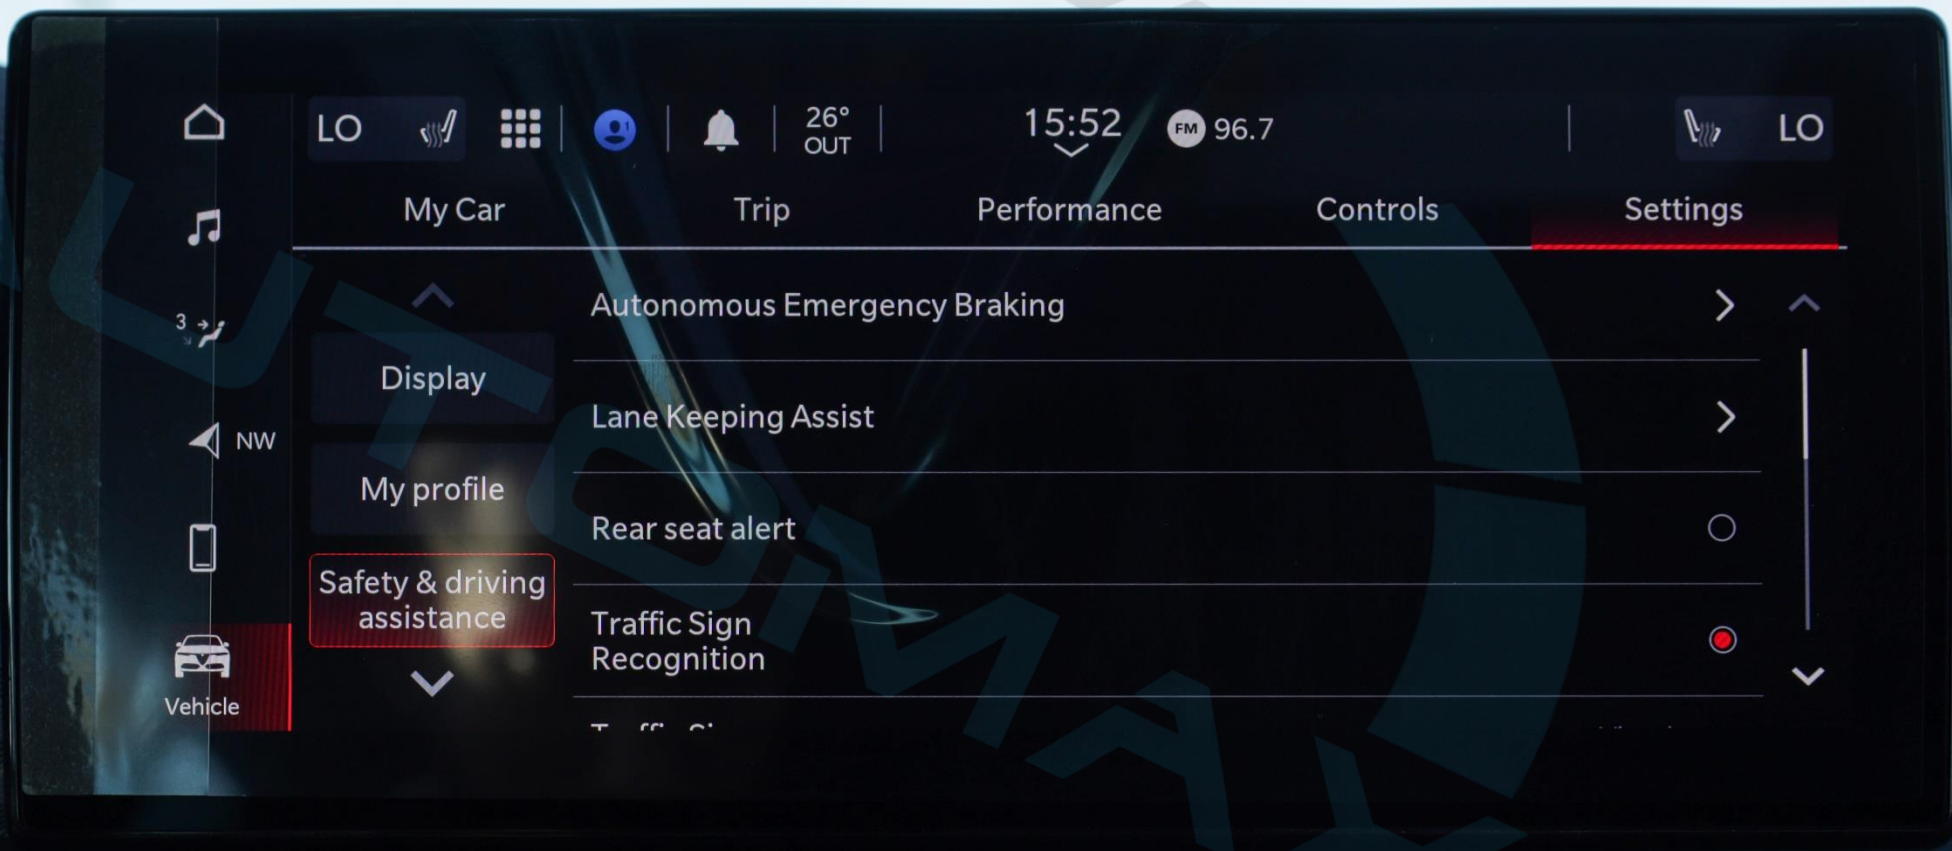 LO
1
26°
OUT
15:52
FM 96.7
LO
My Car
Trip
Performance
Controls
Settings
3
NW
Vehicle
Display
My profile
Safety & driving
assistance
Autonomous Emergency Braking
Lane Keeping Assist
Rear seat alert
Traffic Sign
Recognition